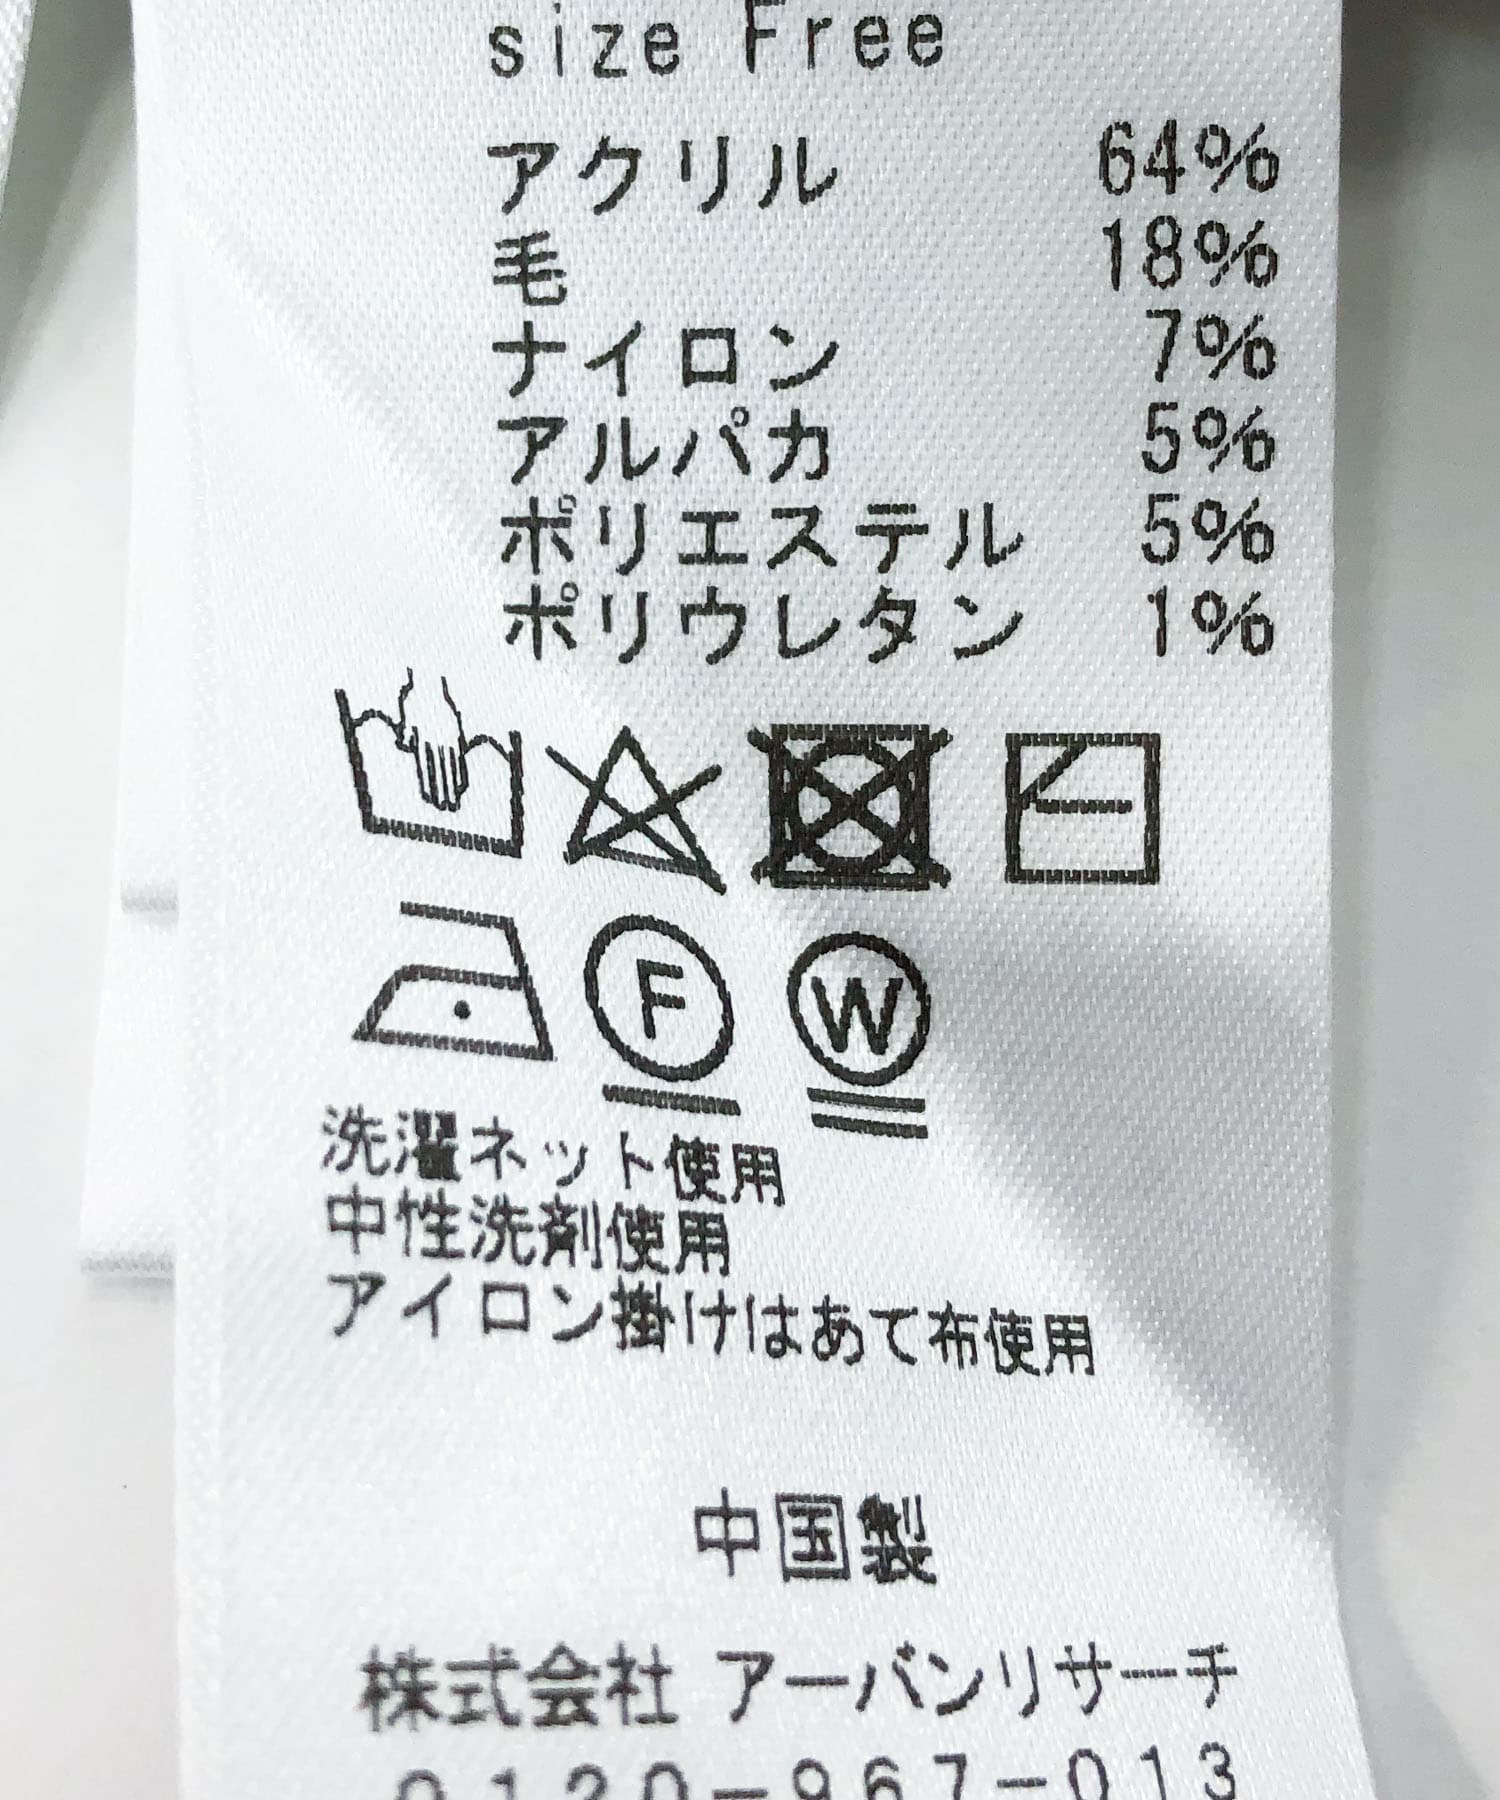 size Free
アクリル 64%
毛 18%
ナイロン 7%
アルパカ 5%
ポリエステル 5%
ポリウレタン 1%
F W
洗濯ネット使用
中性洗剤使用
アイロン掛けはあて布使用
中国製
株式会社 アーバンリサーチ
0120-967-013